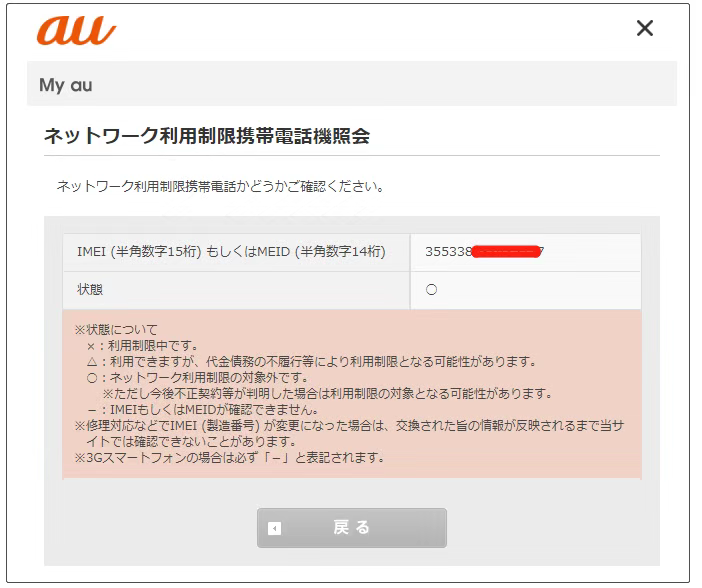 au
×
My au
ネットワーク利用制限携帯電話機照会
ネットワーク利用制限携帯電話かどうかご確認ください。
IMEI (半角数字15桁) もしくはMEID (半角数字14桁) 355338 7
状態 ○
※状態について
×：利用制限中です。
△：利用できますが、代金債務の不履行等により利用制限となる可能性があります。
○：ネットワーク利用制限の対象外です。
※ただし今後不正契約等が判明した場合は利用制限の対象となる可能性があります。
－：IMEIもしくはMEIDが確認できません。
※修理対応などでIMEI (製造番号) が変更になった場合は、交換された旨の情報が反映されるまで当サ
イトでは確認できないことがあります。
※3Gスマートフォンの場合は必ず「－」と表記されます。
戻る